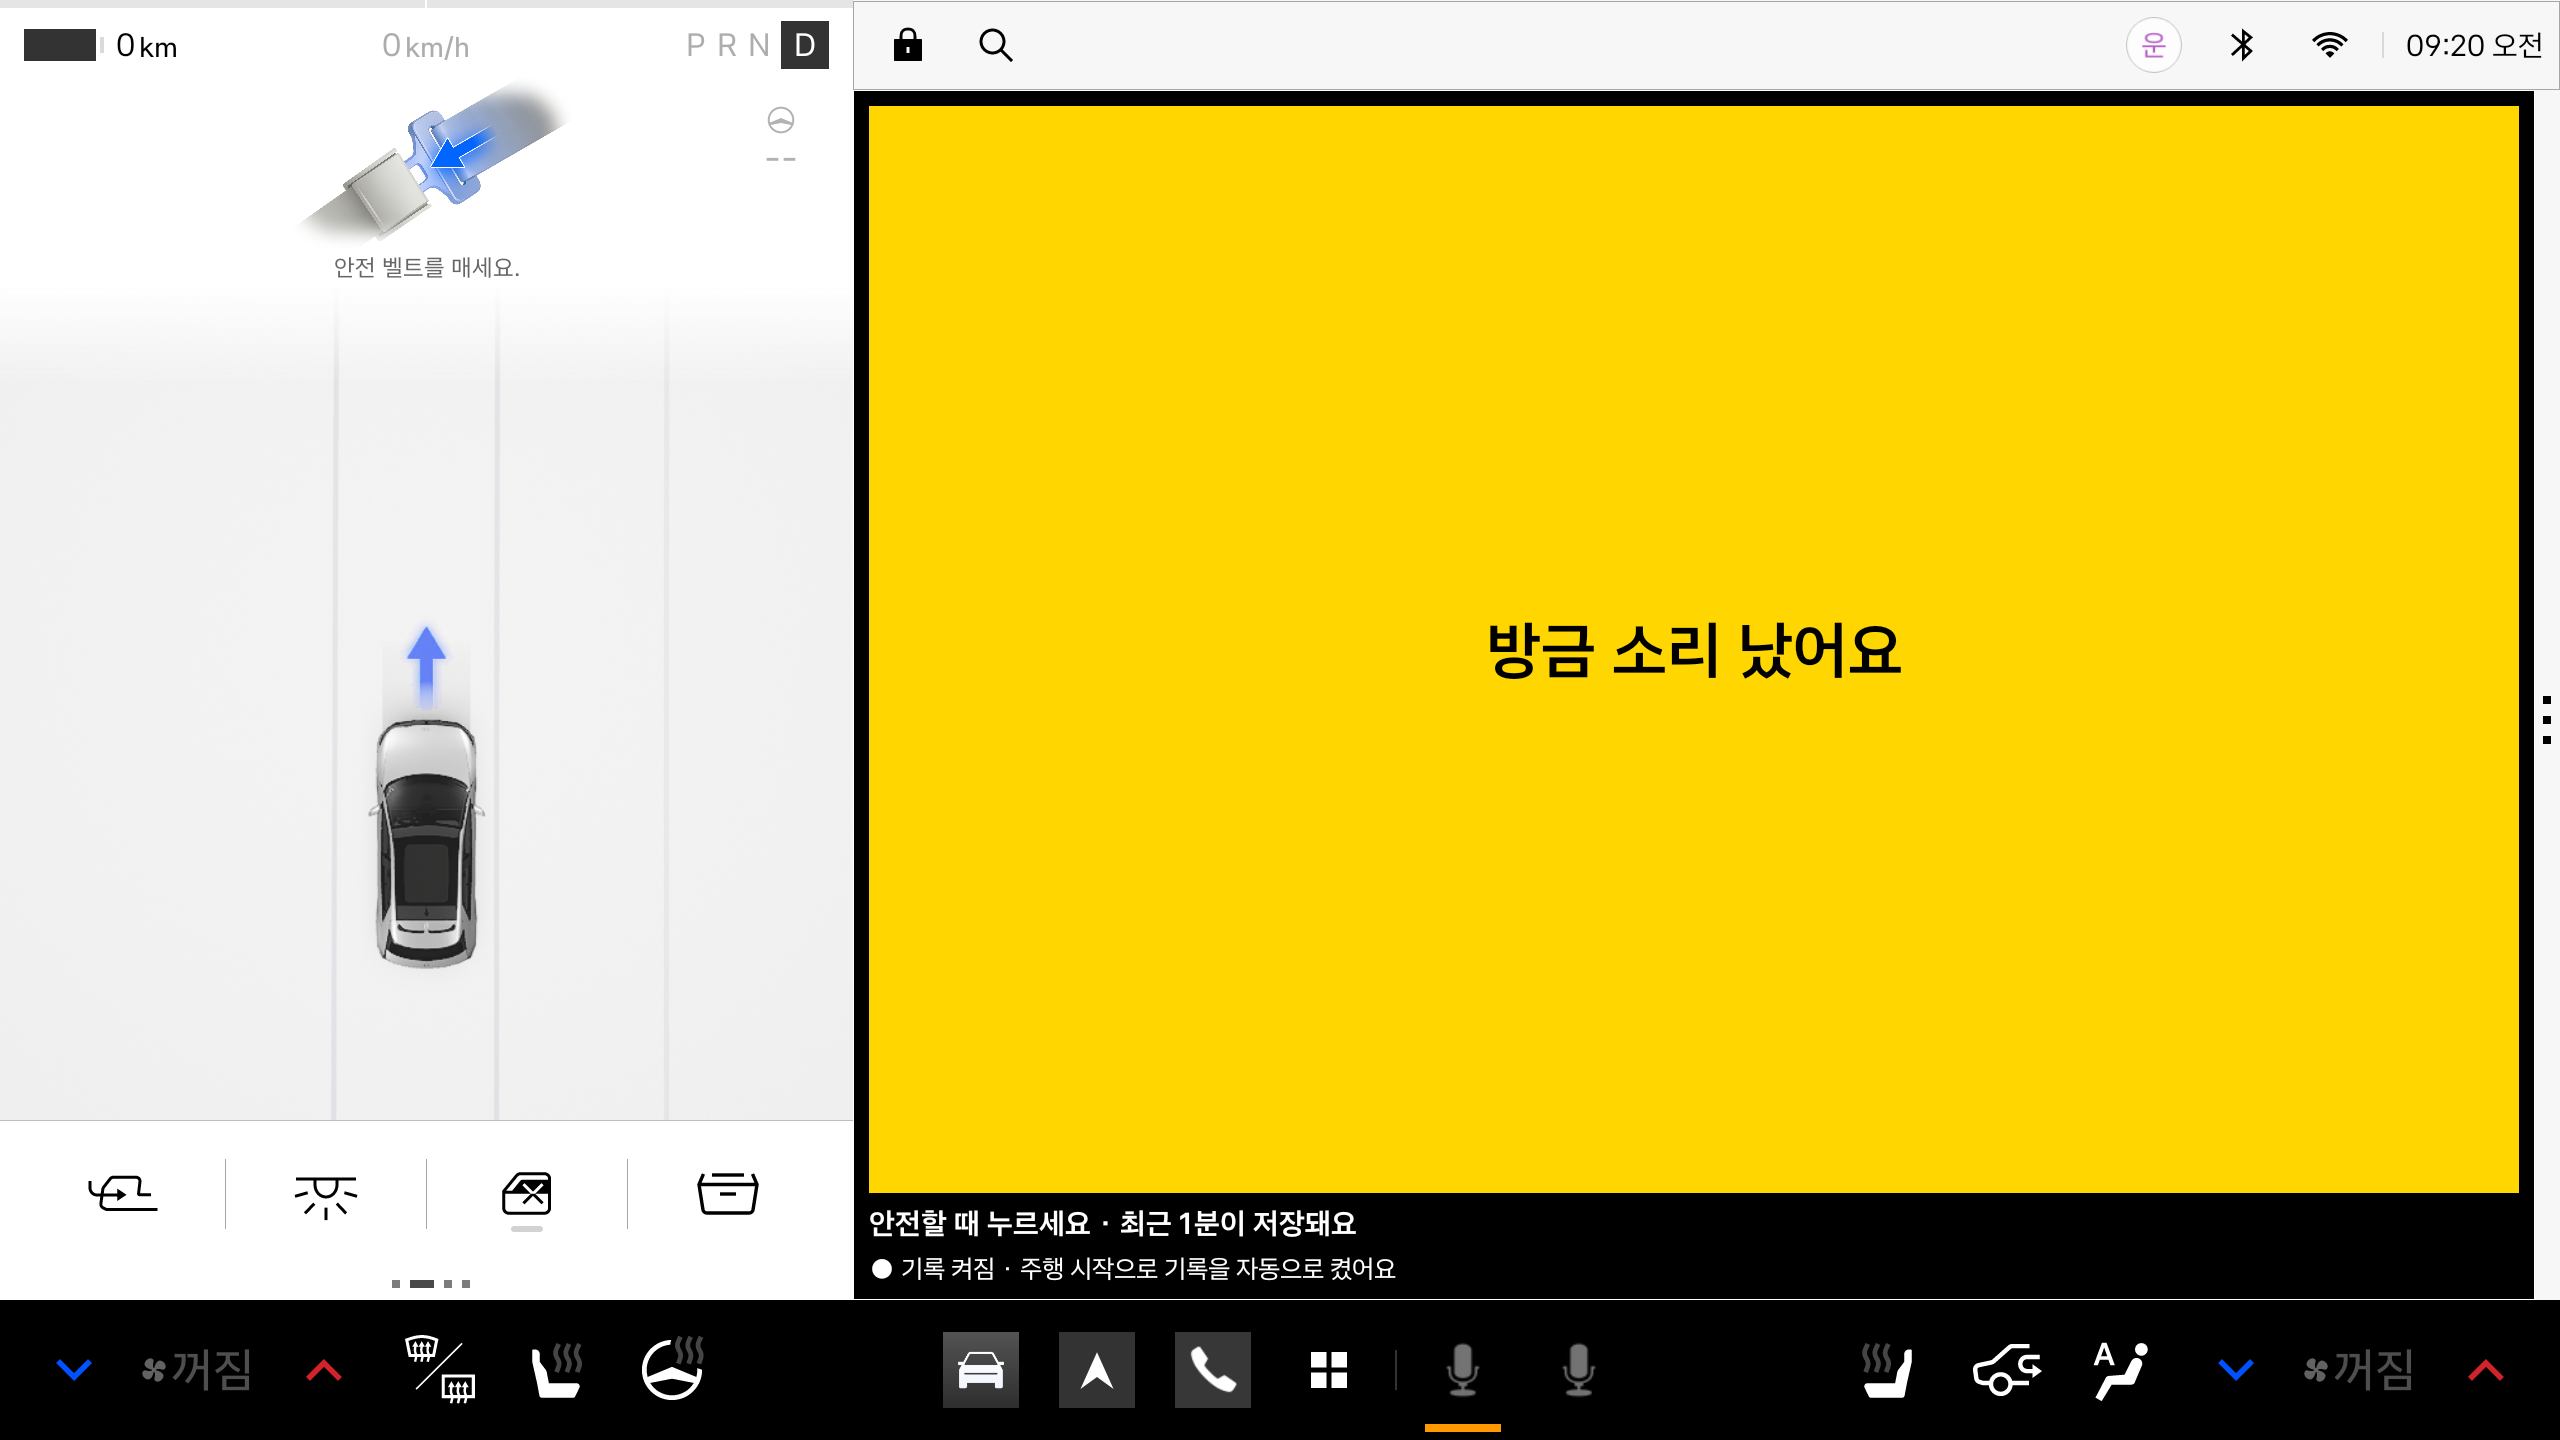 0 km
0 km/h
P R N D
안전 벨트를 매세요.
운
09:20 오전
방금 소리 났어요
안전할 때 누르세요 · 최근 1분이 저장돼요
기록 켜짐 · 주행 시작으로 기록을 자동으로 켰어요
꺼짐
A
꺼짐